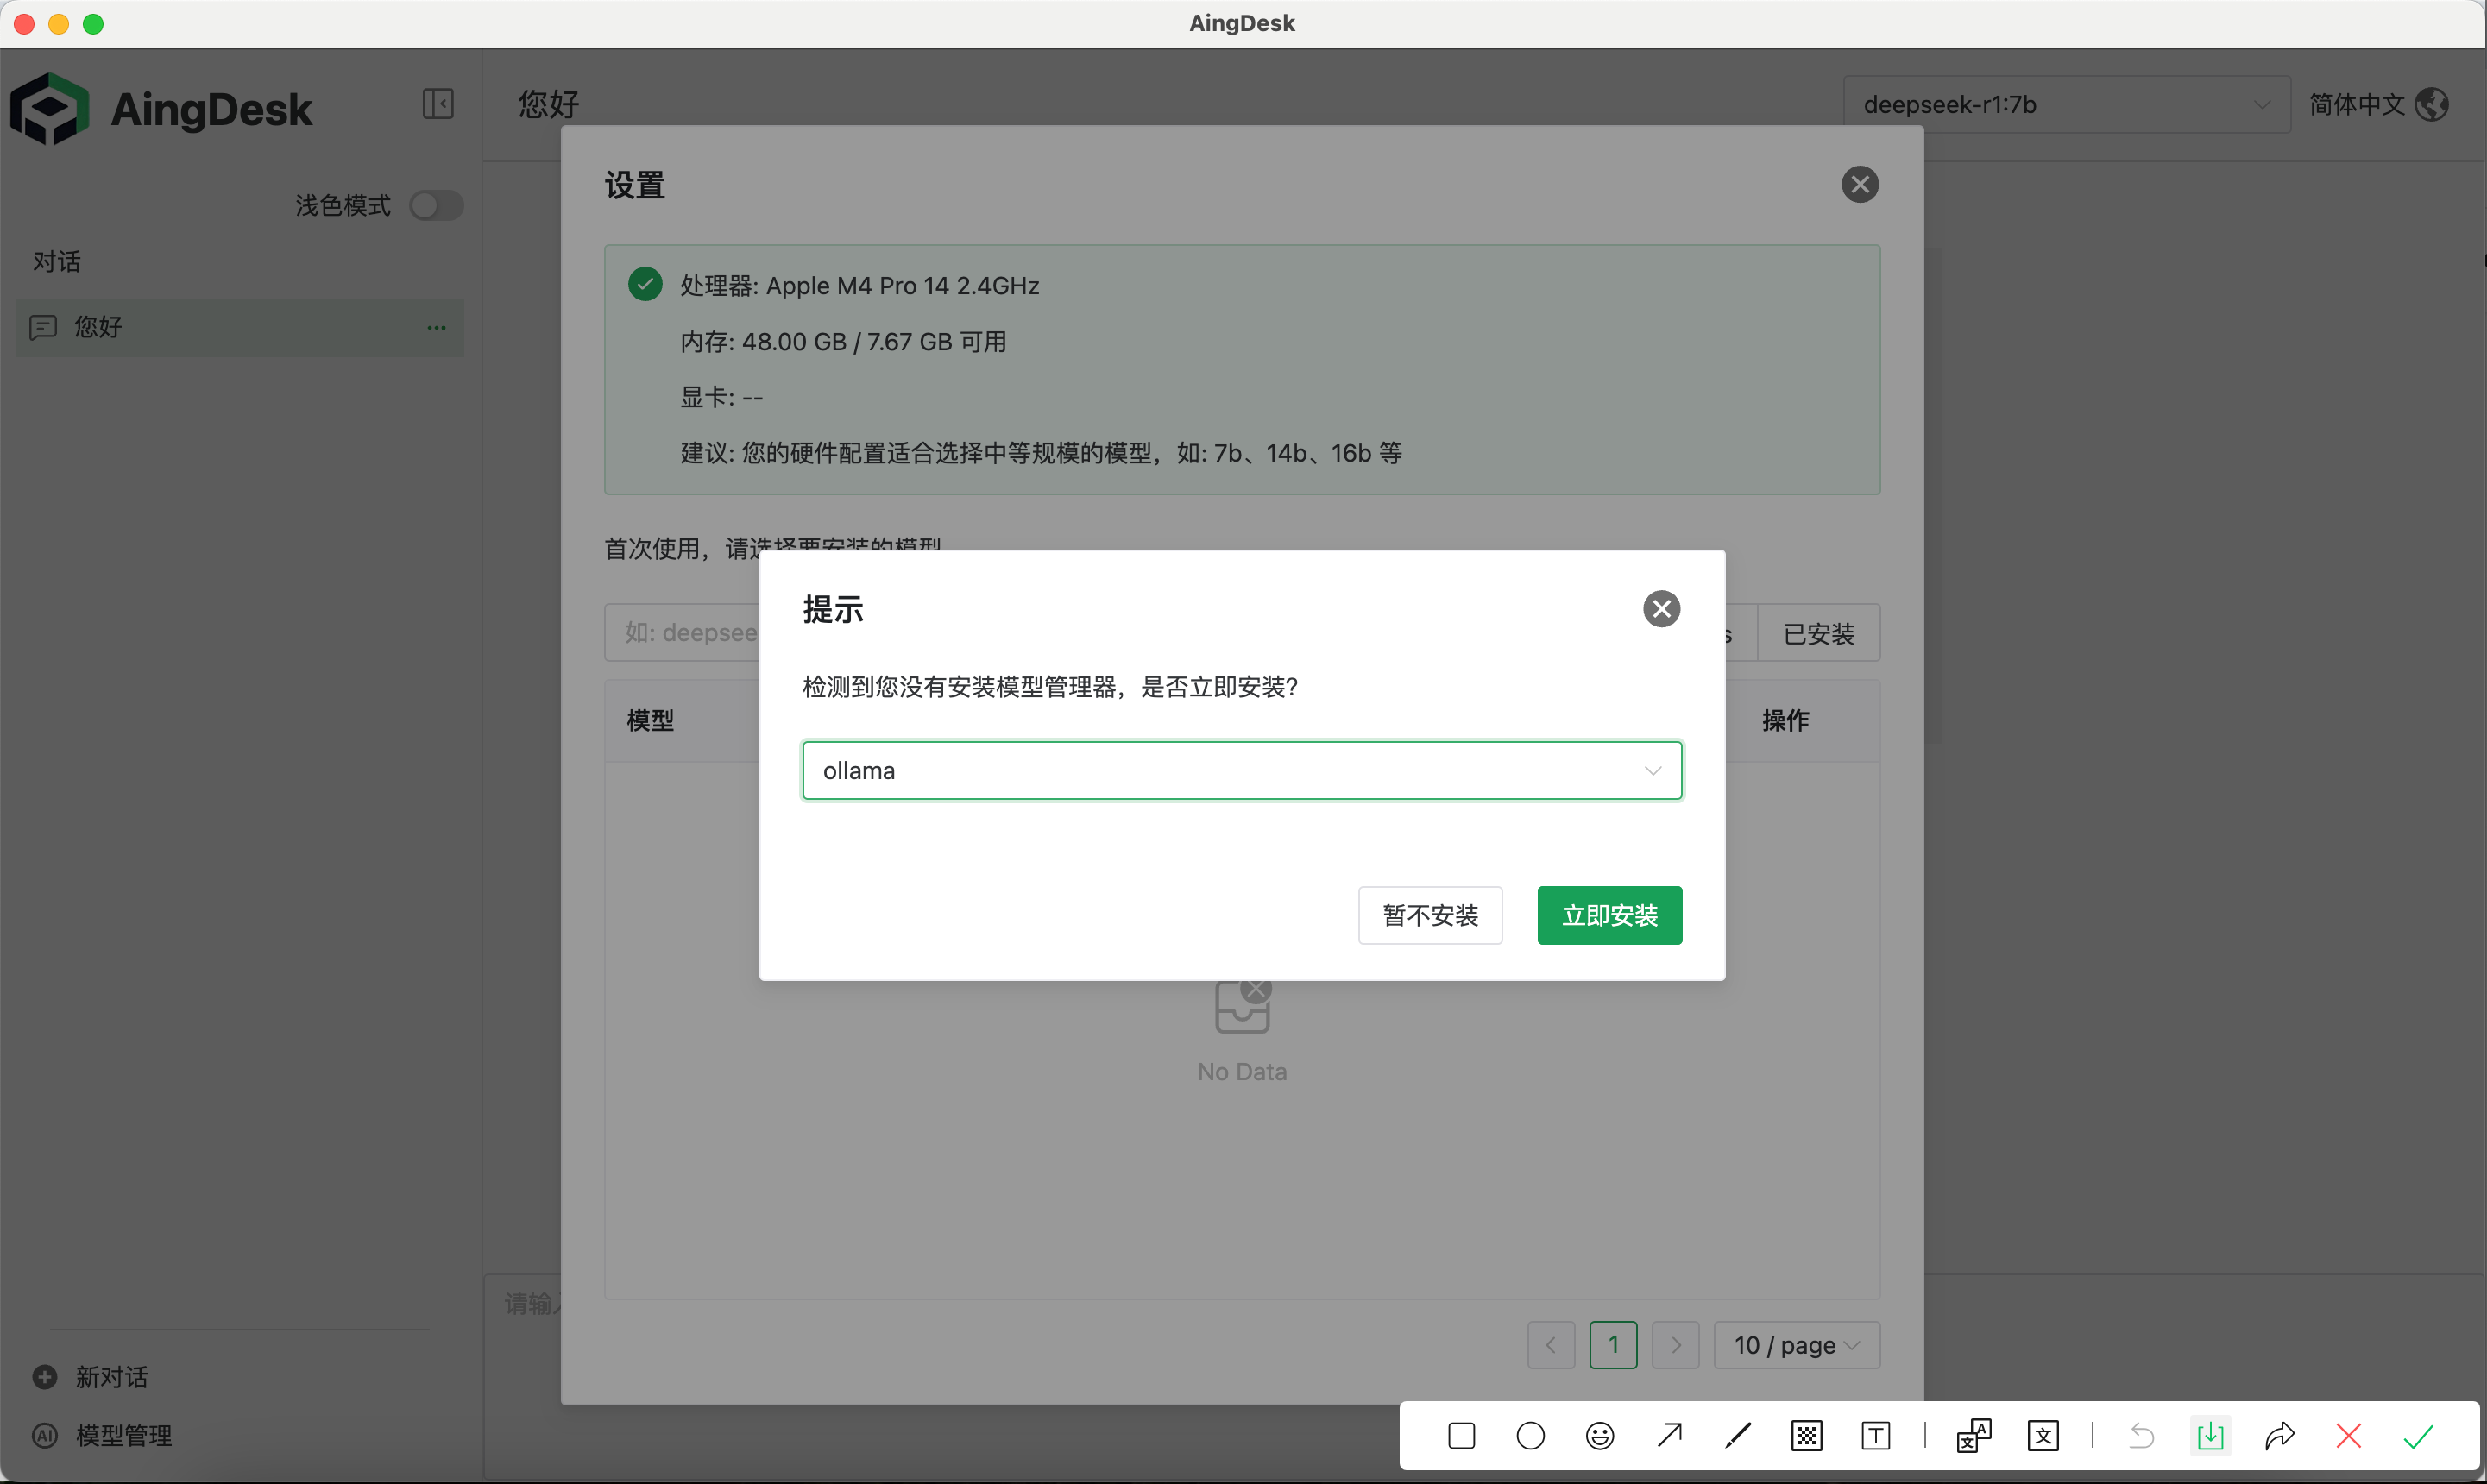 AingDesk
AingDesk
您好
deepseek-r1:7b
简体中文
浅色模式
对话
您好
设置
处理器: Apple M4 Pro 14 2.4GHz
内存: 48.00 GB / 7.67 GB 可用
显卡: --
建议: 您的硬件配置适合选择中等规模的模型，如: 7b、14b、16b 等
首次使用，请选择要安装的模型
如: deepsee
s
已安装
模型
操作
提示
检测到您没有安装模型管理器，是否立即安装?
ollama
暂不安装
立即安装
No Data
请输入
1
10 / page
新对话
AI 模型管理
T
文 A
文